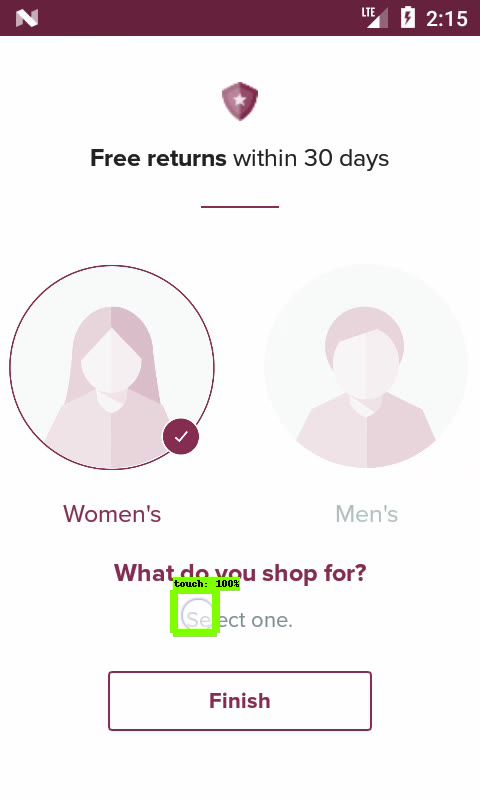 LTE 2:15
Free returns within 30 days
Women's
Men's
What do you shop for?
touch: 100%
Select one.
Finish